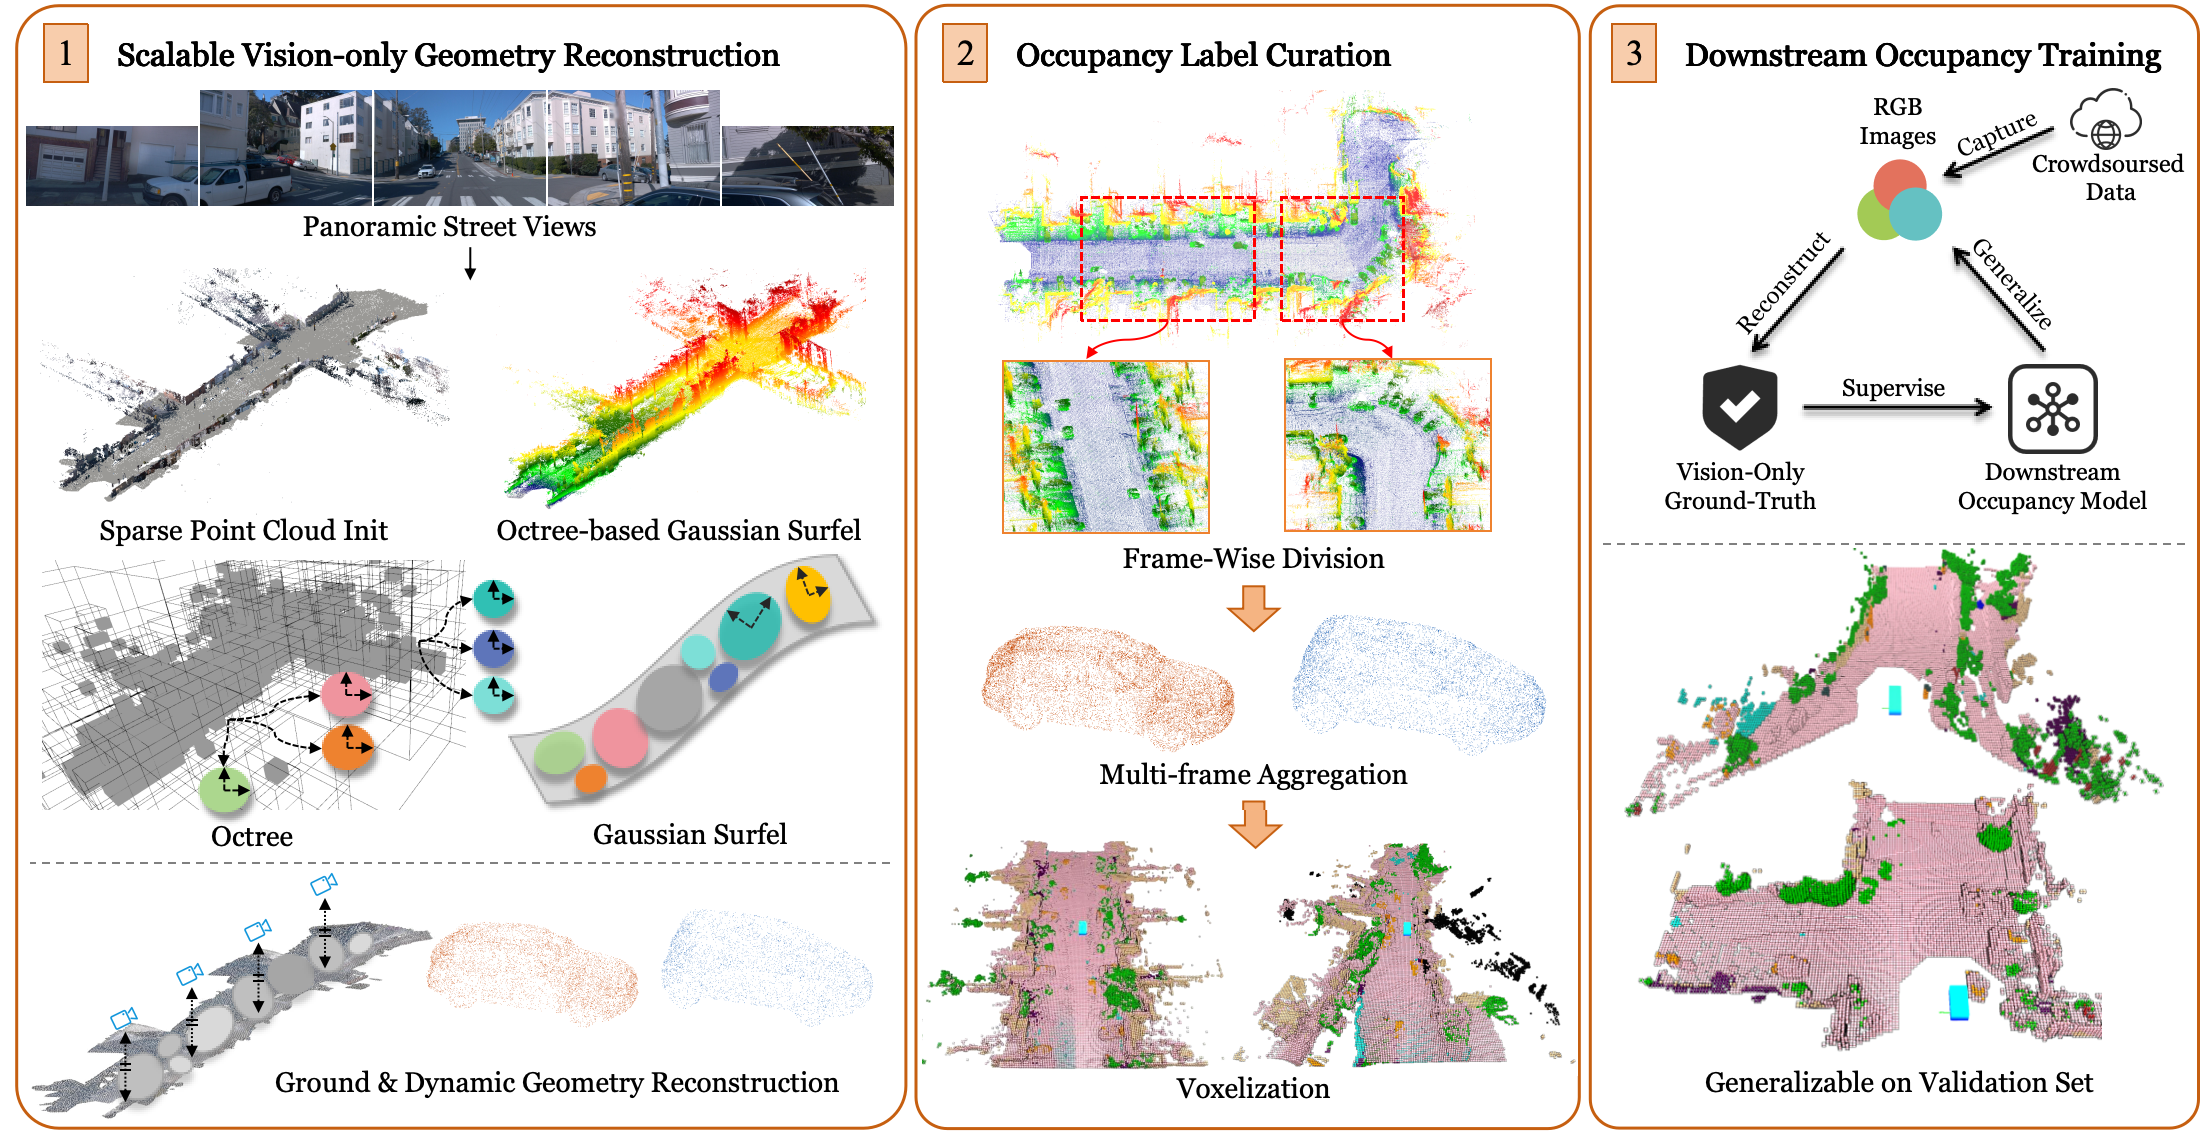 1
Scalable Vision-only Geometry Reconstruction
Panoramic Street Views
Sparse Point Cloud Init
Octree-based Gaussian Surfel
Octree
Gaussian Surfel
Ground & Dynamic Geometry Reconstruction
2
Occupancy Label Curation
Frame-Wise Division
Multi-frame Aggregation
Voxelization
3
Downstream Occupancy Training
RGB
Images
Capture
Crowdsoursed
Data
Reconstruct
Generalize
Supervise
Vision-Only
Ground-Truth
Downstream
Occupancy Model
Generalizable on Validation Set